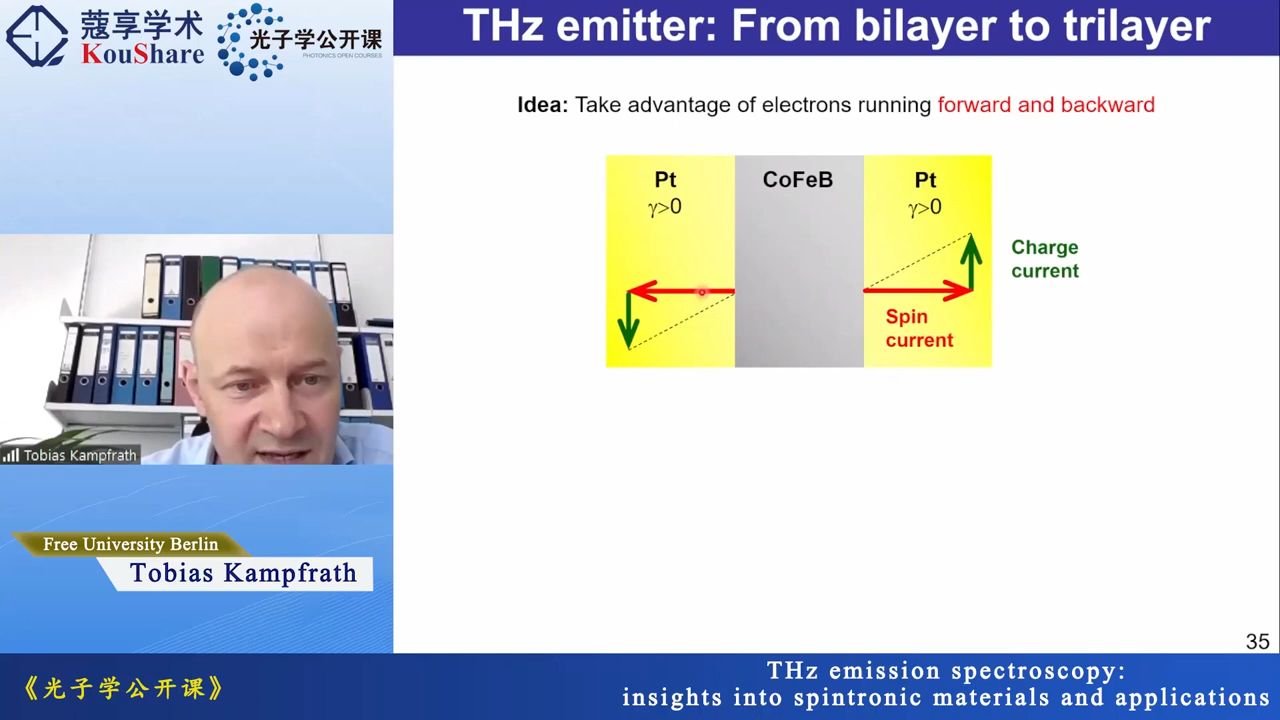 蔻享学术
KouShare
光子学公开课
PHOTONICS OPEN COURSES
THz emitter: From bilayer to trilayer
Idea: Take advantage of electrons running forward and backward
Pt
γ>0
CoFeB
Pt
γ>0
Charge
current
Spin
current
Tobias Kampfrath
Free University Berlin
Tobias Kampfrath
35
《光子学公开课》
THz emission spectroscopy:
insights into spintronic materials and applications